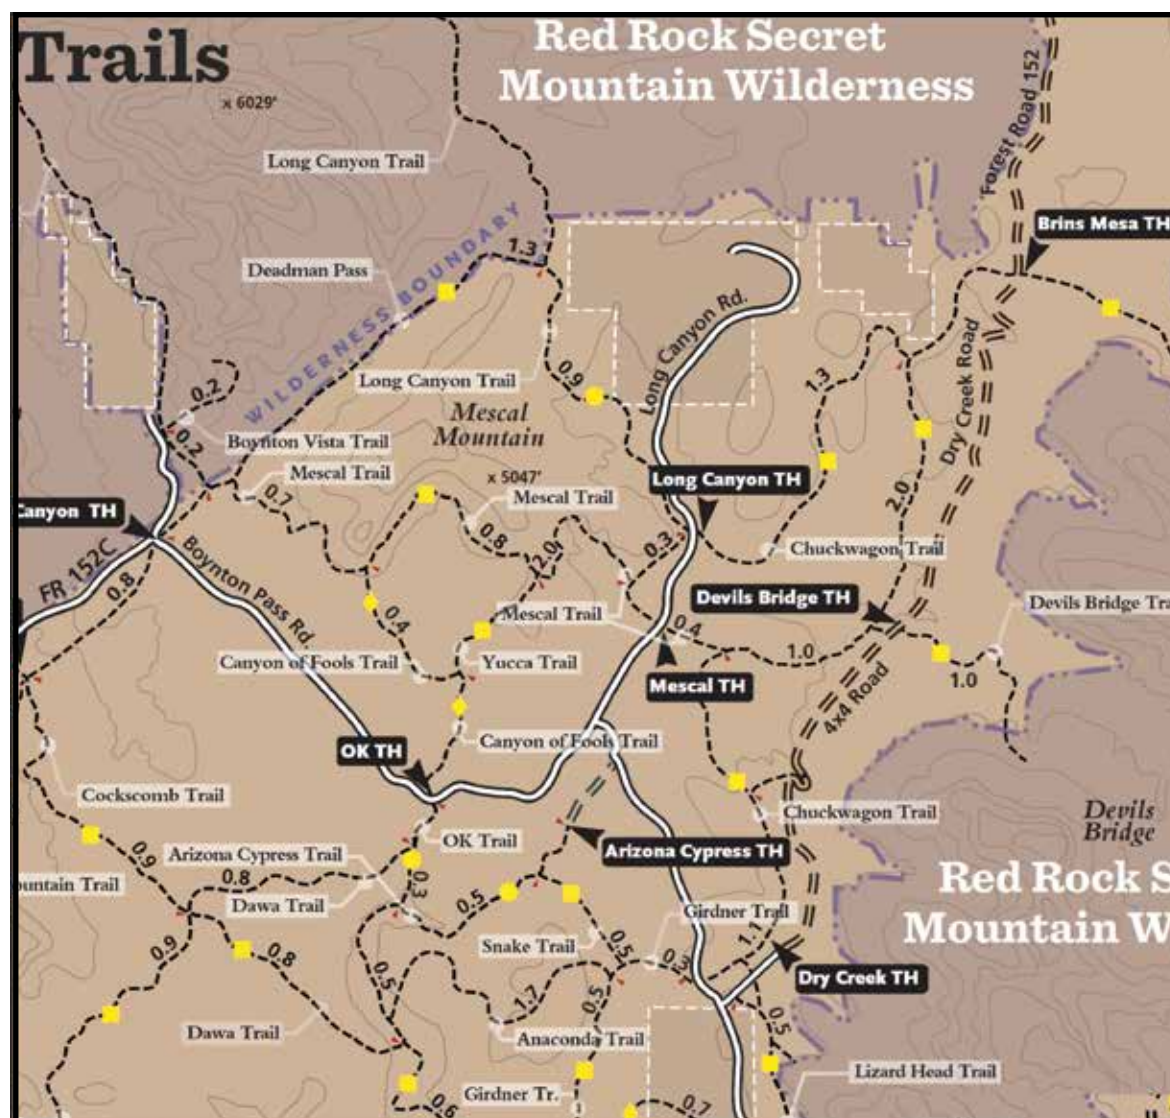 Trails
Red Rock Secret
Mountain Wilderness
x 6029'
Forest Road 152
Long Canyon Trail
Brins Mesa TH
1.3
Deadman Pass
WILDERNESS BOUNDARY
Long Canyon Rd.
0.2
Long Canyon Trail
0.9
1.3
Dry Creek Road
Mescal
Mountain
0.2
Boynton Vista Trail
Mescal Trail
x 5047'
Long Canyon TH
0.7
Mescal Trail
2.0
Canyon TH
0.8
0.3
Chuckwagon Trail
FR 152C
Boynton Pass Rd.
2.0
0.8
Devils Bridge TH
Devils Bridge Tra
Mescal Trail
0.4
0.4
1.0
Canyon of Fools Trail
Yucca Trail
Mescal TH
1.0
4x4 Road
OK TH
Canyon of Fools Trail
Cockscomb Trail
Chuckwagon Trail
Devils
Bridge
OK Trail
Arizona Cypress TH
0.9
Arizona Cypress Trail
untain Trail
0.8
0.3
Red Rock S
Mountain W
Dawa Trail
0.5
Girdner Trail
0.9
0.8
Snake Trail
0.5
1.1
0.3
Dry Creek TH
0.5
1.7
0.5
Dawa Trail
Anaconda Trail
0.5
Lizard Head Trail
Girdner Tr.
0.6
0.7